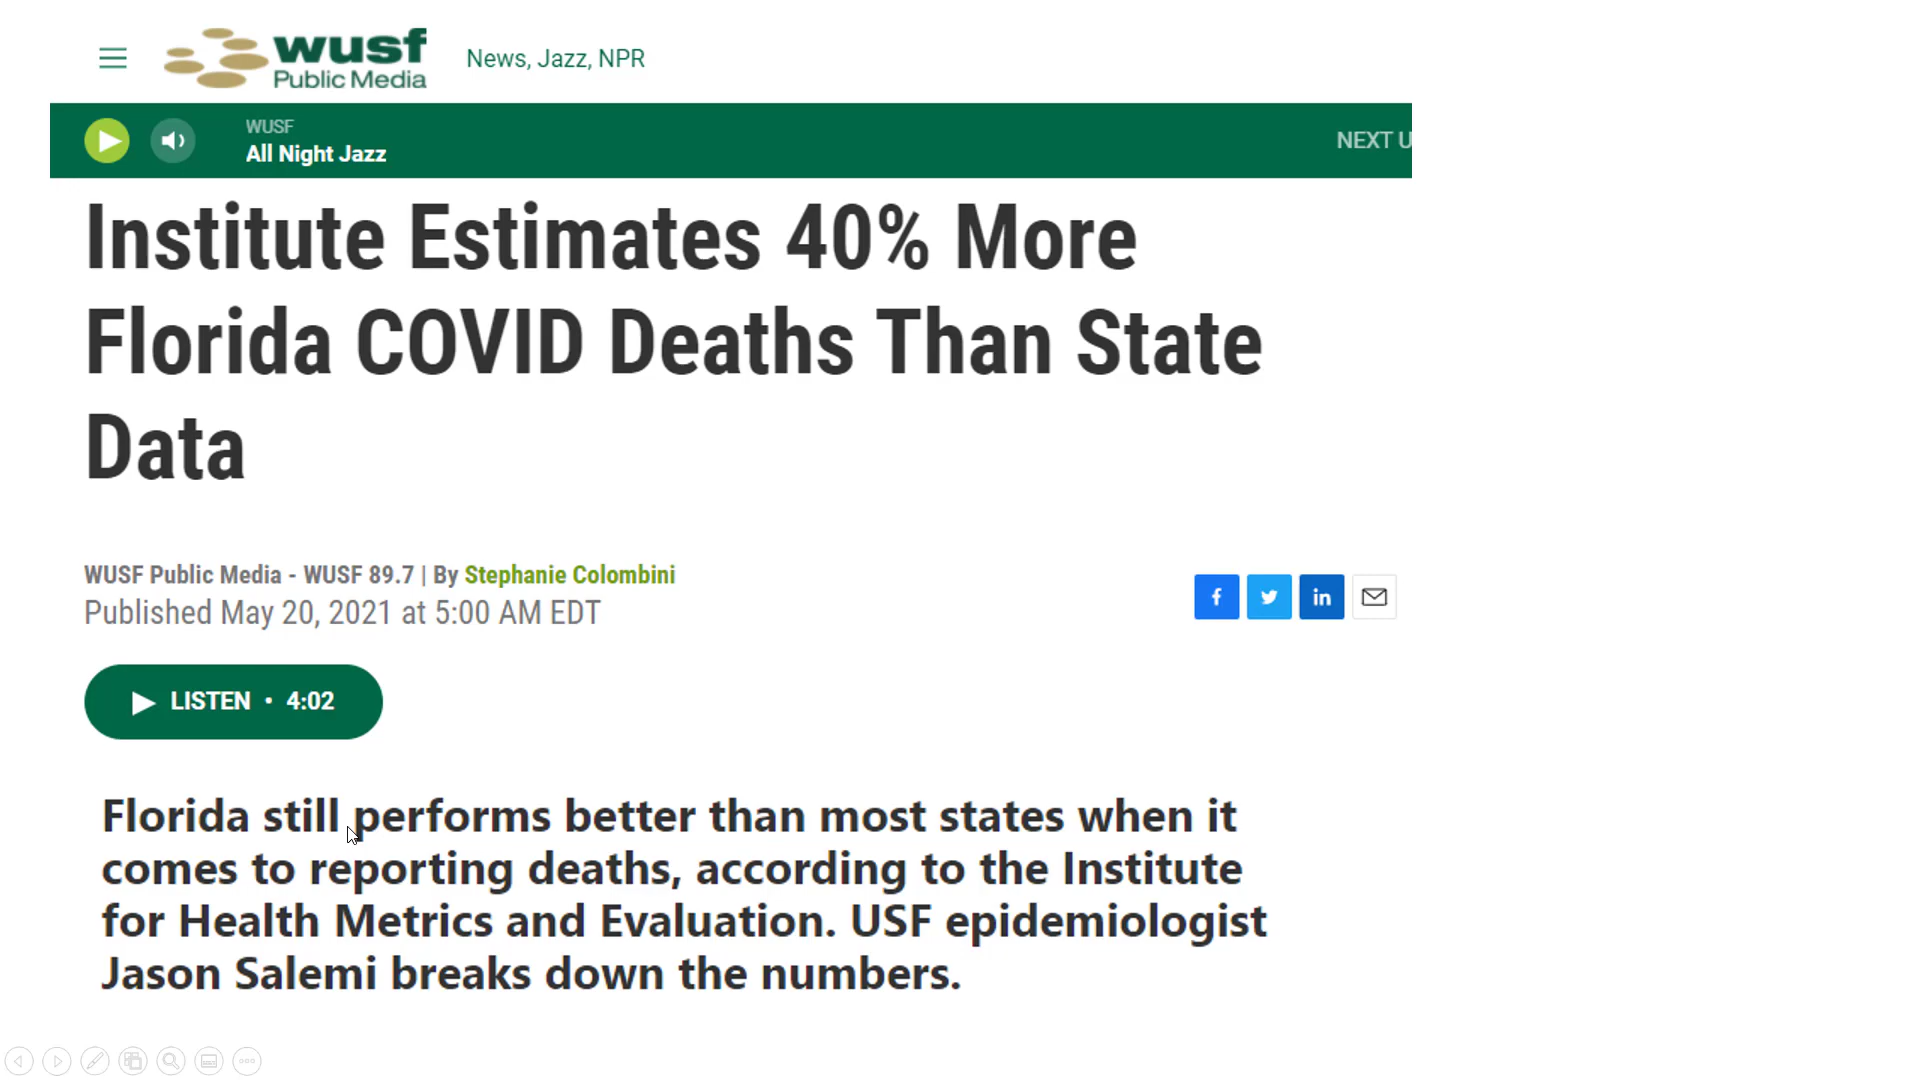 wusf
Public Media
News, Jazz, NPR
WUSF
All Night Jazz
NEXT U
Institute Estimates 40% More
Florida COVID Deaths Than State
Data
WUSF Public Media - WUSF 89.7 | By Stephanie Colombini
Published May 20, 2021 at 5:00 AM EDT
f
in
LISTEN • 4:02
Florida still performs better than most states when it
comes to reporting deaths, according to the Institute
for Health Metrics and Evaluation. USF epidemiologist
Jason Salemi breaks down the numbers.